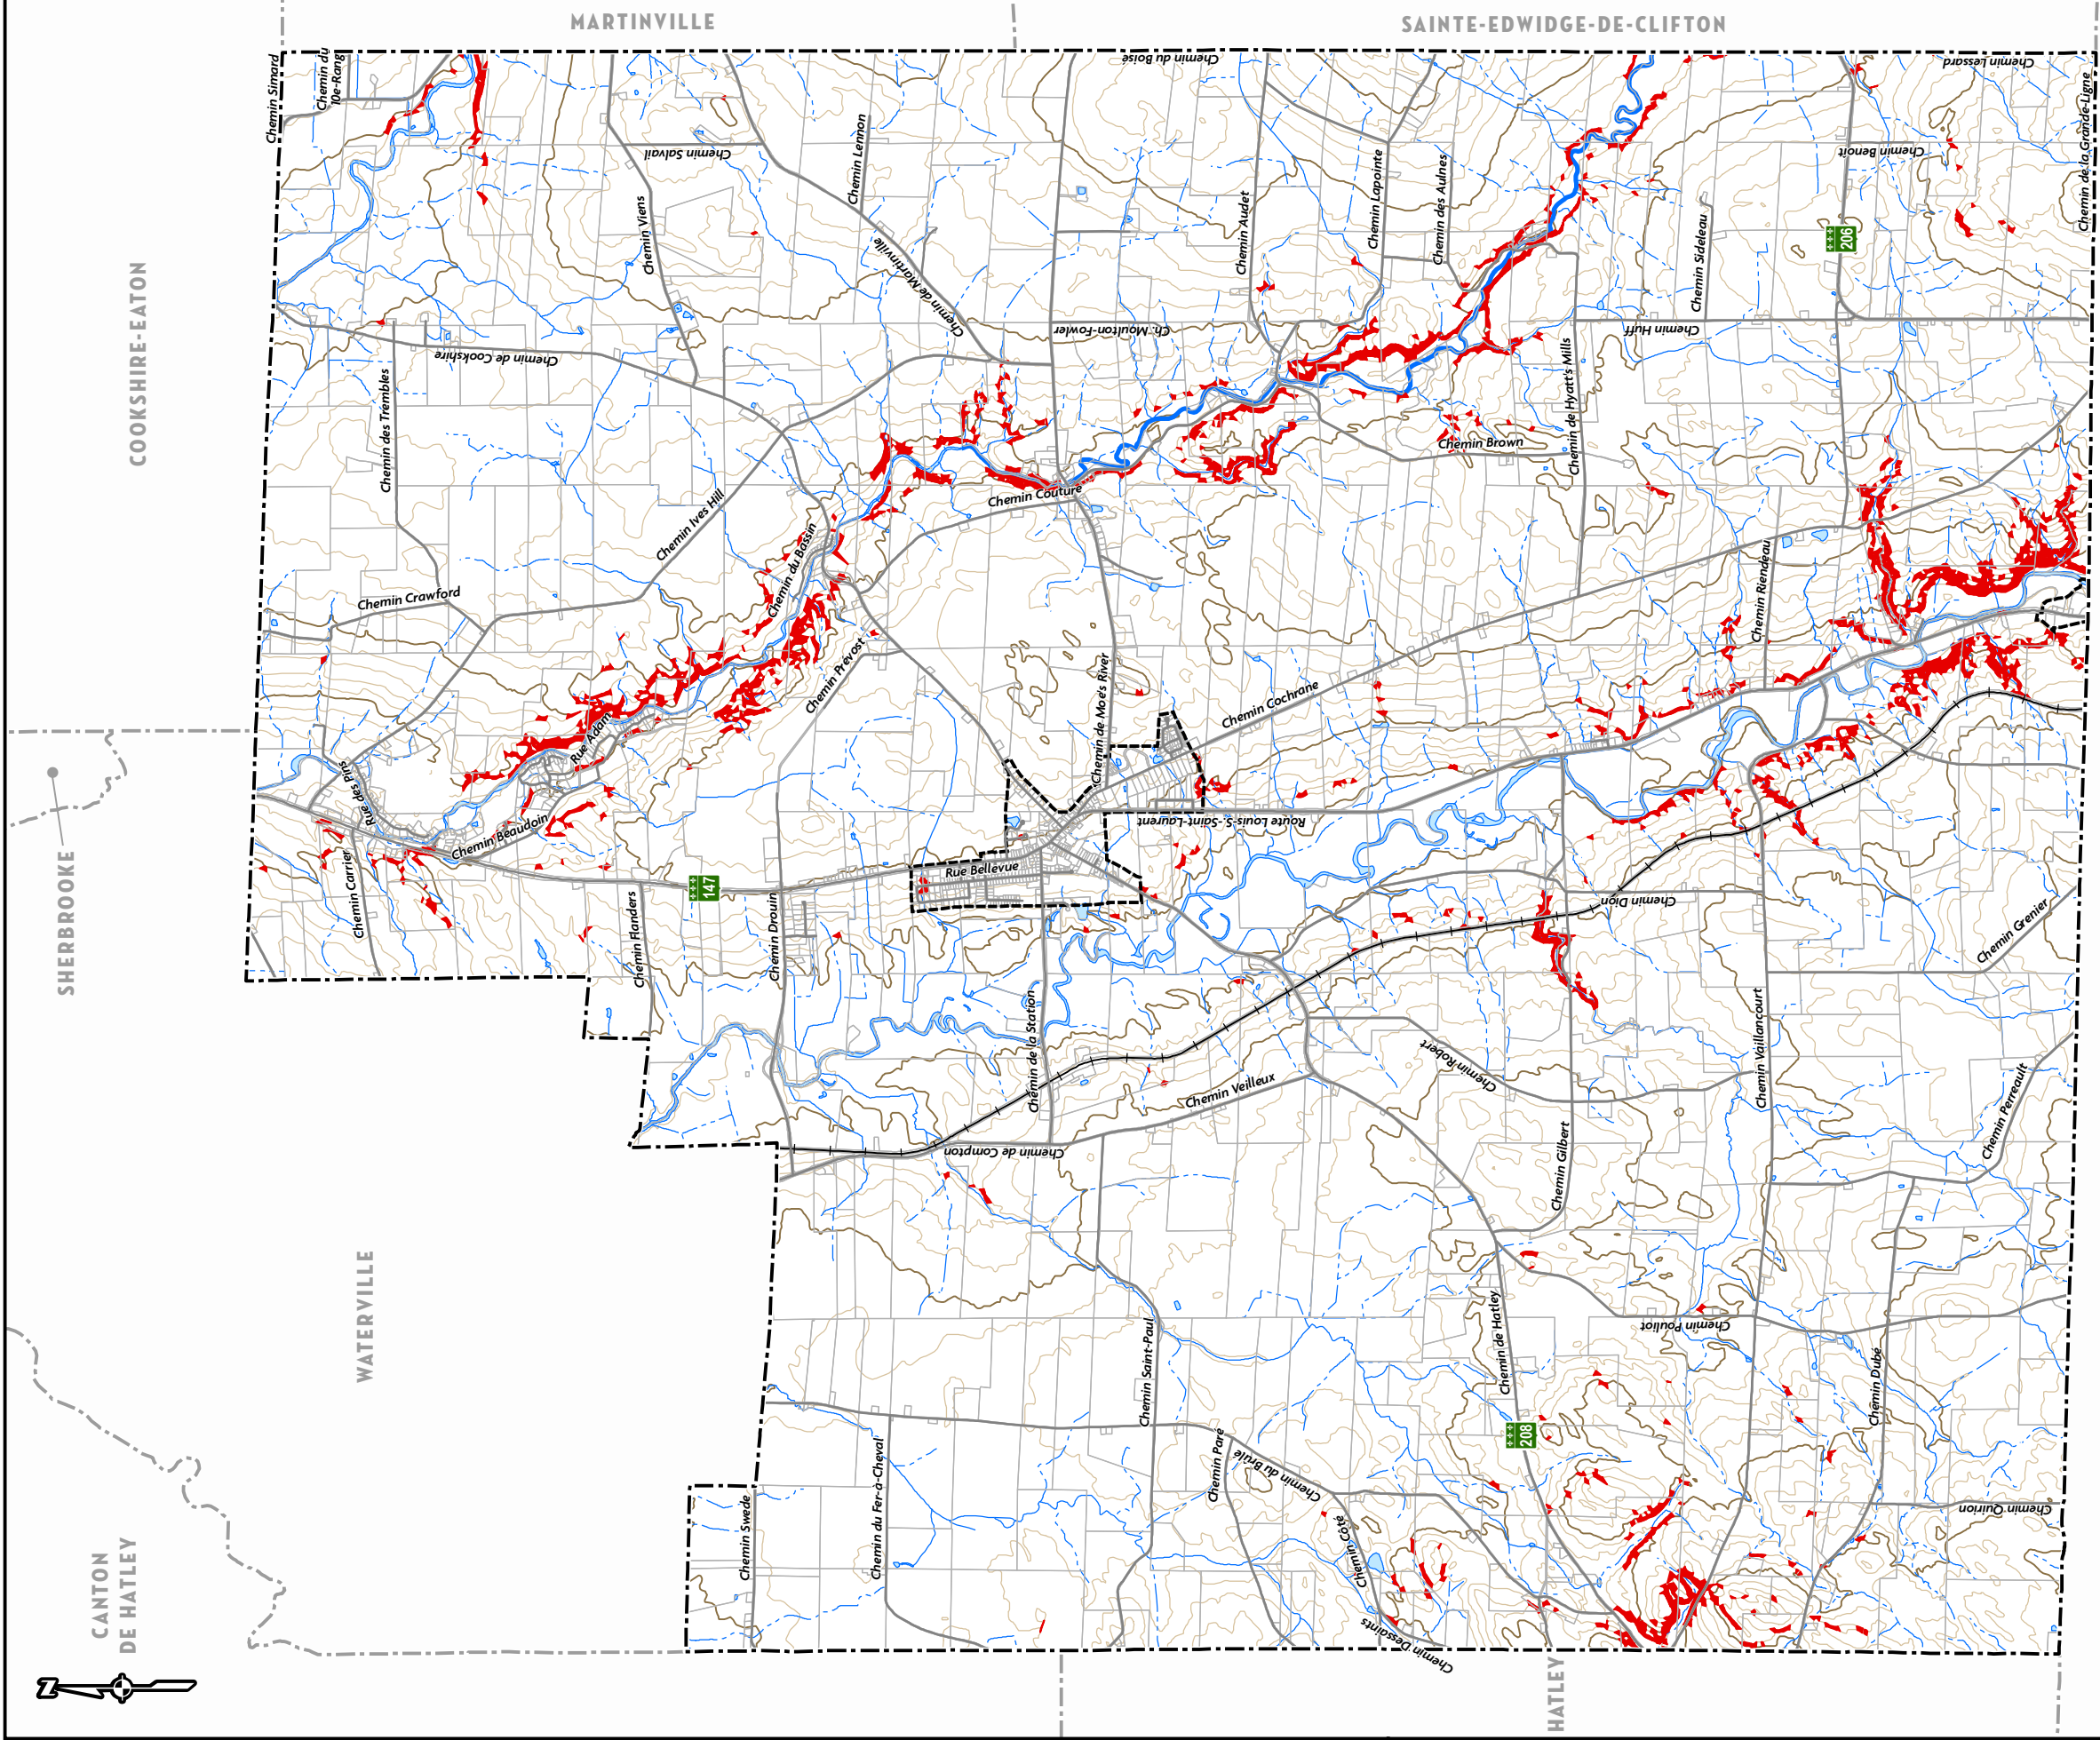 MARTINVILLE
SAINTE-EDWIDGE-DE-CLIFTON
COOKSHIRE-EATON
SHERBROOKE
WATERVILLE
CANTON
DE HATLEY
HATLEY
Chemin Simard
Chemin du
10e-Rang
Chemin du Boisé
Chemin Lessard
Chemin de la Grande-Ligne
Chemin Salvail
Chemin Lennon
Chemin Viens
Chemin de Martinville
Chemin Audet
Chemin Lapointe
Chemin des Aulnes
Chemin Benoit
Chemin Sideleau
206
Chemin de Cookshire
Ch. Moulton-Fowler
Chemin Huff
Chemin des Trembles
Chemin de Hyatt's Mills
Chemin Brown
Chemin Couture
Chemin Ives Hill
Chemin du Bassin
Chemin Crawford
Chemin Riendeau
Chemin Prévost
Chemin de Moe's River
Chemin Cochrane
Rue Adam
Rue des Pins
Chemin Beaudoin
Route Louis-S.-Saint-Laurent
Rue Bellevue
147
Chemin Carrier
Chemin Flanders
Chemin Drouin
Chemin Dion
Chemin Grenier
Chemin de la Station
Chemin Vaillancourt
Chemin Robert
Chemin Veilleux
Chemin Perreault
Chemin de Compton
Chemin Gilbert
Chemin Pouliot
Chemin de Hatley
Chemin Saint-Paul
Chemin Dubé
208
Chemin du Fer-à-Cheval
Chemin Paré
Chemin du Brûlé
Chemin Swede
Chemin Côté
Chemin Quirion
Chemin Dessaints
N